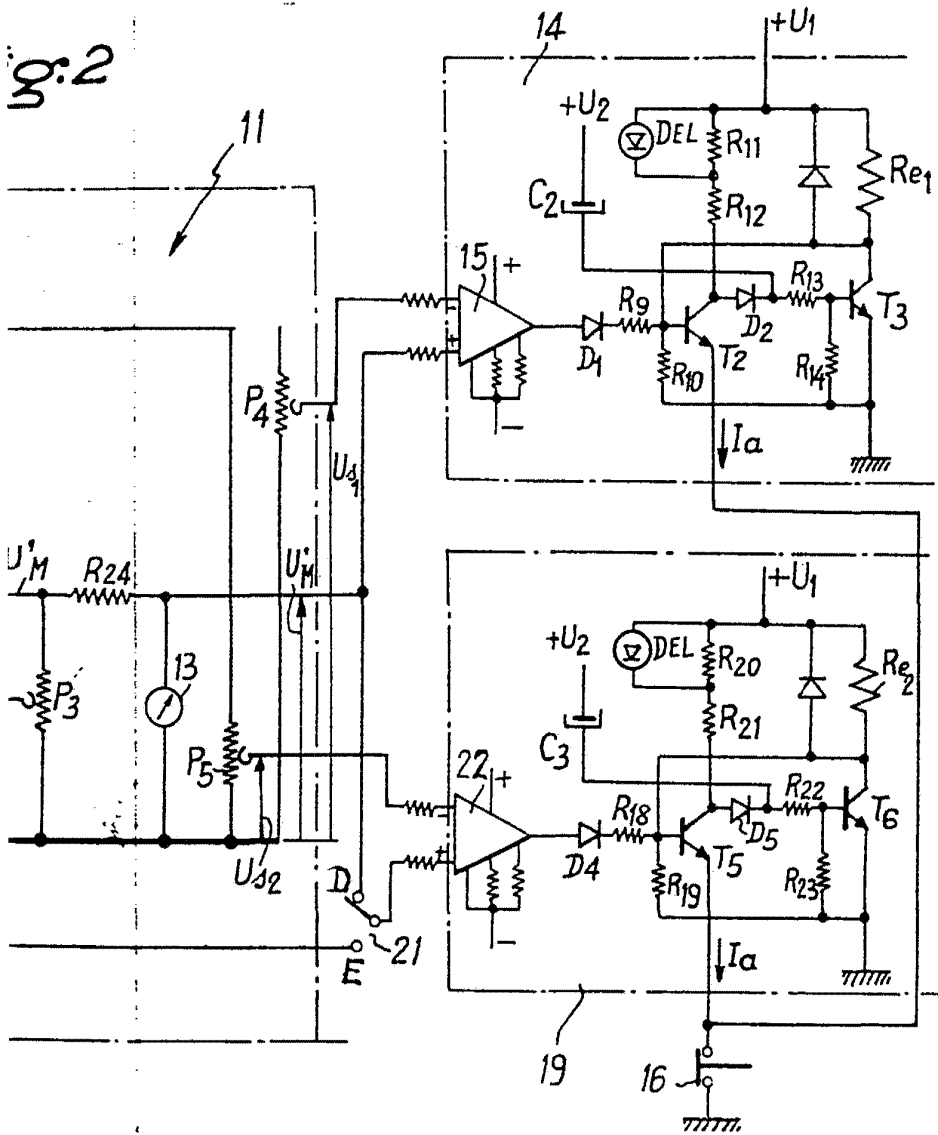 g:2
14
+U1
11
+U2
DEL
R11
Re1
C2
R12
15
+
R9
R13
T3
-
+
D1
T2
D2
R10
R14
P4
-
Ia
Us1
U'M
R24
U'M
+U1
+U2
DEL
R20
Re2
13
P3
R21
C3
P5
22
+
R18
R22
T6
-
+
D4
T5
D5
Us2
D
R19
R23
-
21
E
Ia
19
16